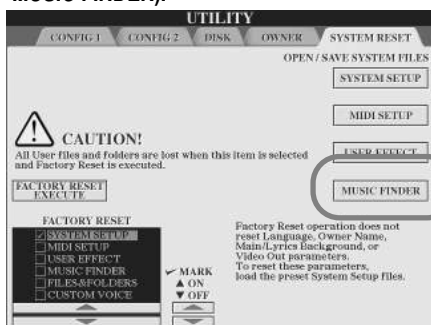 MUSIC FINDER).
UTILITY
CONFIG 1 CONFIG 2 DISK OWNER SYSTEM RESET
OPEN / SAVE SYSTEM FILES
SYSTEM SETUP
MIDI SETUP
CAUTION!
All User files and folders are lost when this item is selected
and Factory Reset is executed.
USER EFFECT
FACTORY RESET
EXECUTE
MUSIC FINDER
FACTORY RESET
SYSTEM SETUP
MIDI SETUP
USER EFFECT
MUSIC FINDER
FILES&FOLDERS
CUSTOM VOICE
✓ MARK
▲ ON
▼ OFF
Factory Reset operation does not
reset Language, Owner Name,
Main/Lyrics Background, or
Video Out parameters.
To reset these parameters,
load the preset System Setup files.